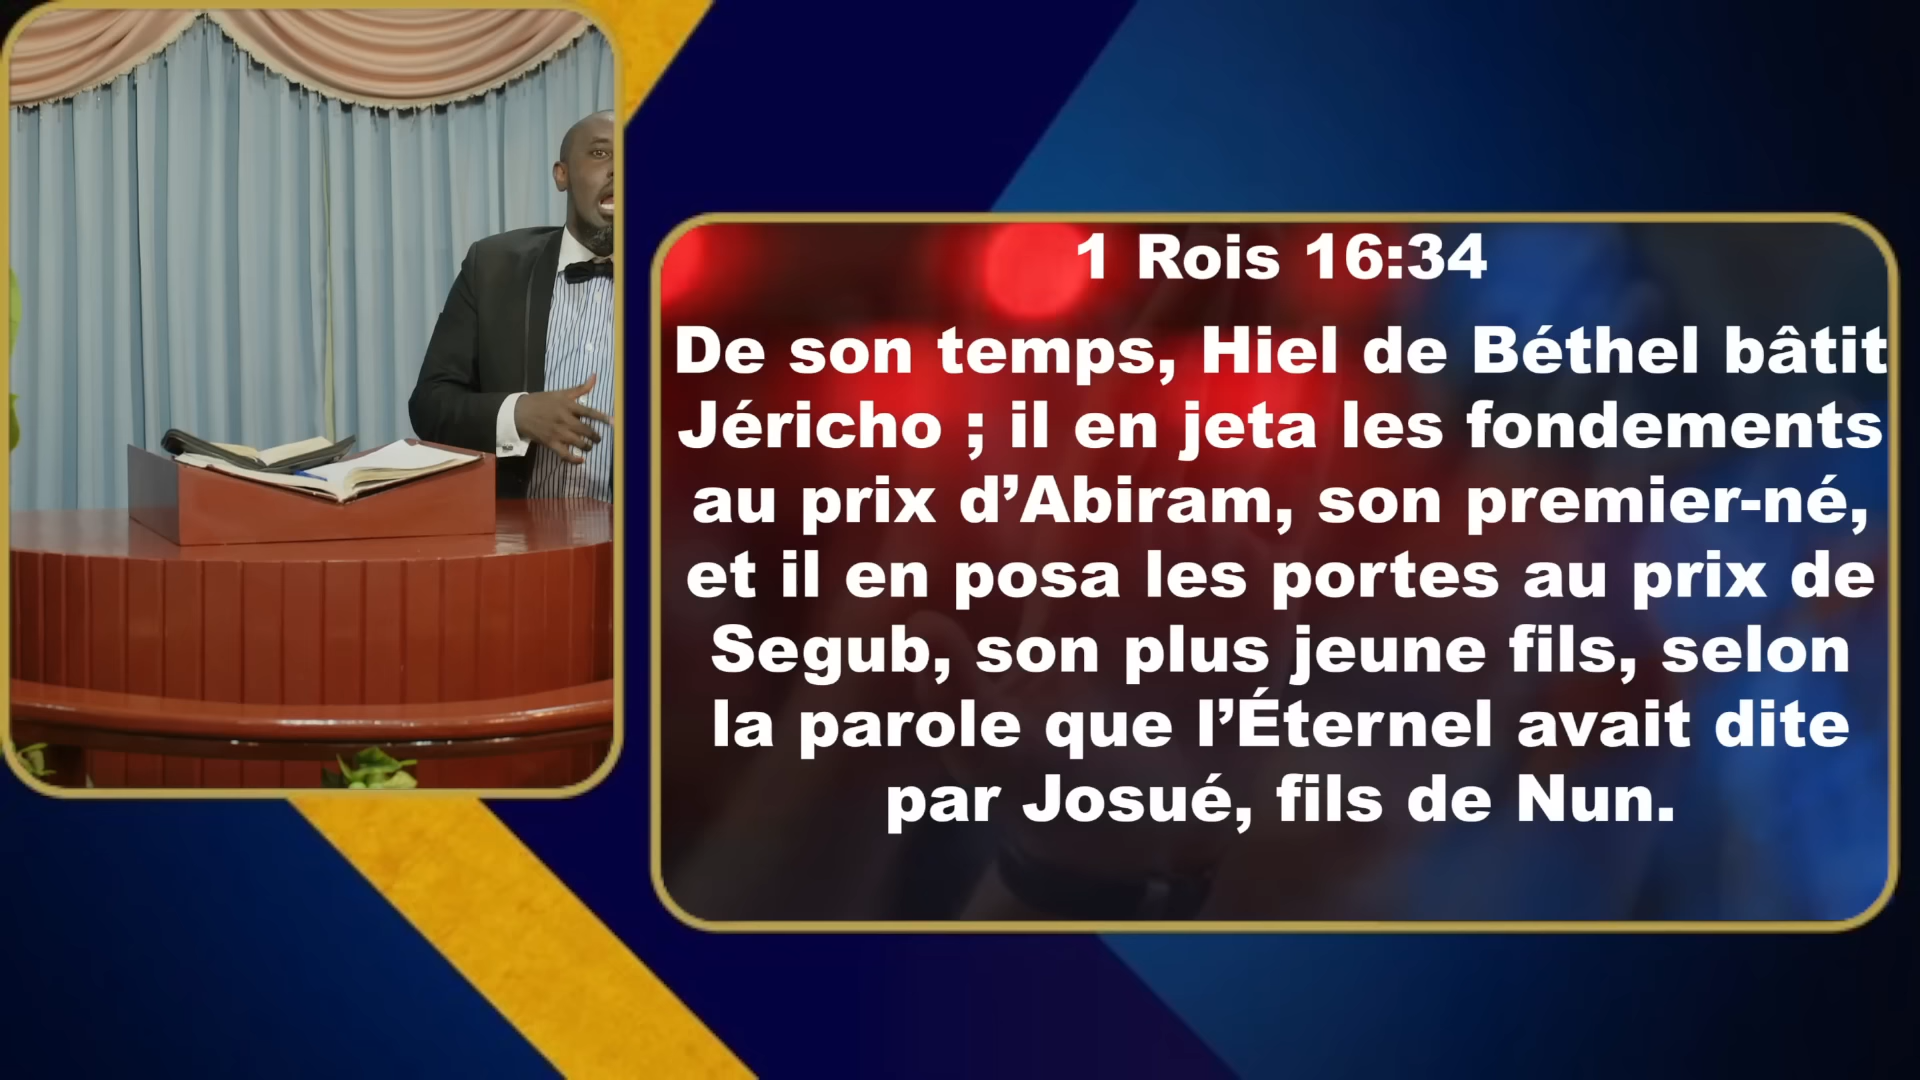 1 Rois 16:34
De son temps, Hiel de Béthel bâtit
Jéricho ; il en jeta les fondements
au prix d’Abiram, son premier-né,
et il en posa les portes au prix de
Segub, son plus jeune fils, selon
la parole que l’Éternel avait dite
par Josué, fils de Nun.